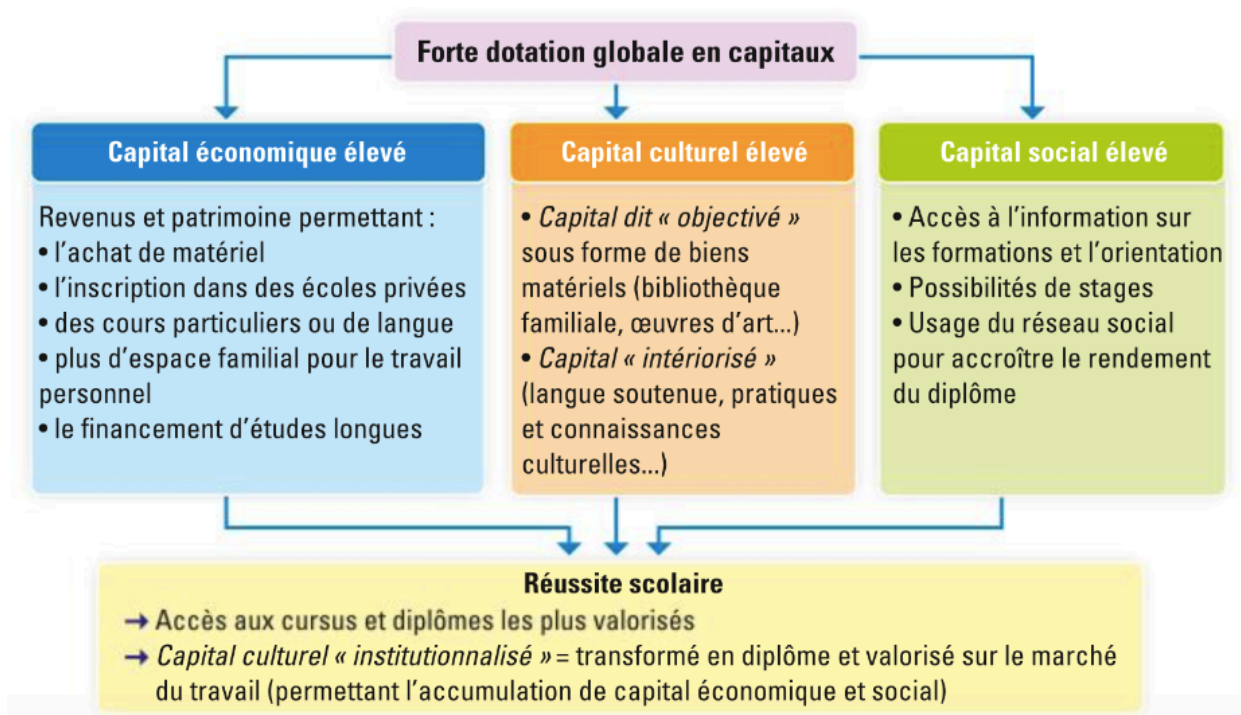 Forte dotation globale en capitaux
Capital économique élevé
Revenus et patrimoine permettant :
• l'achat de matériel
• l'inscription dans des écoles privées
• des cours particuliers ou de langue
• plus d'espace familial pour le travail
personnel
• le financement d'études longues
Capital culturel élevé
• Capital dit « objectivé »
sous forme de biens
matériels (bibliothèque
familiale, œuvres d'art...)
• Capital « intériorisé »
(langue soutenue, pratiques
et connaissances
culturelles...)
Capital social élevé
• Accès à l'information sur
les formations et l'orientation
• Possibilités de stages
• Usage du réseau social
pour accroître le rendement
du diplôme
Réussite scolaire
→ Accès aux cursus et diplômes les plus valorisés
→ Capital culturel « institutionnalisé » = transformé en diplôme et valorisé sur le marché
du travail (permettant l'accumulation de capital économique et social)